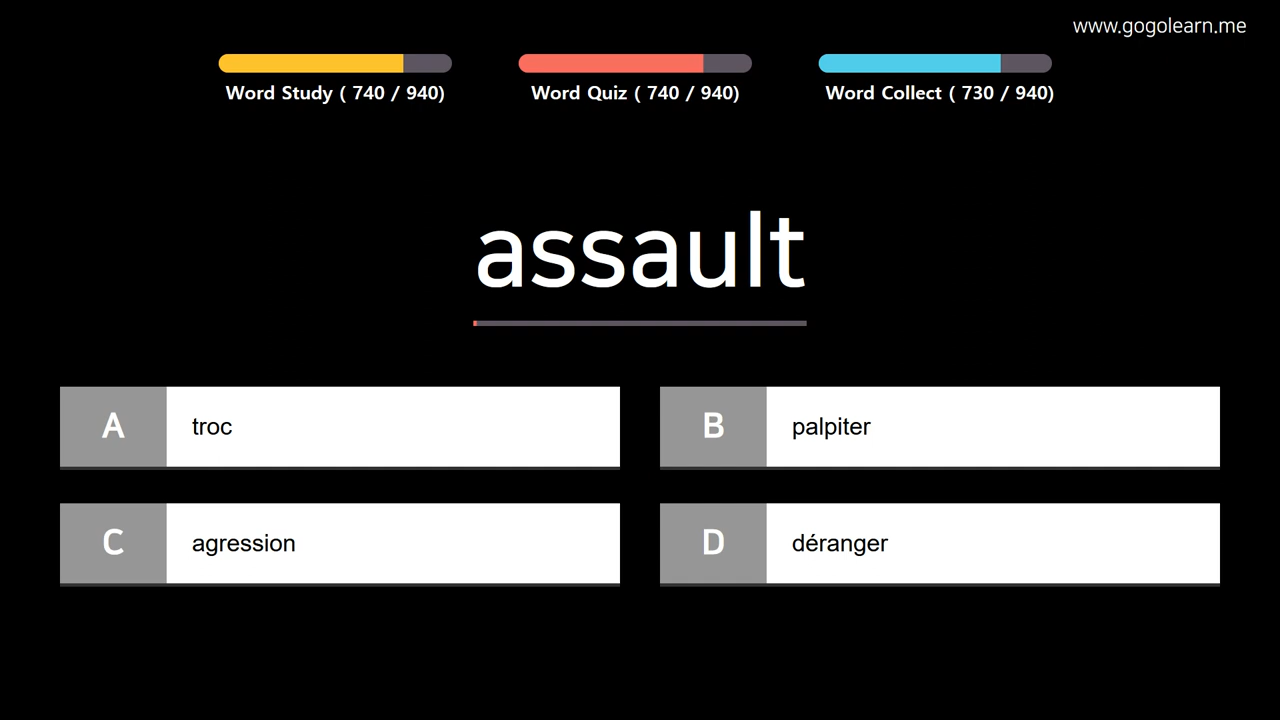 www.gogolearn.me
Word Study ( 740 / 940)
Word Quiz ( 740 / 940)
Word Collect ( 730 / 940)
assault
A troc
B palpiter
C agression
D déranger